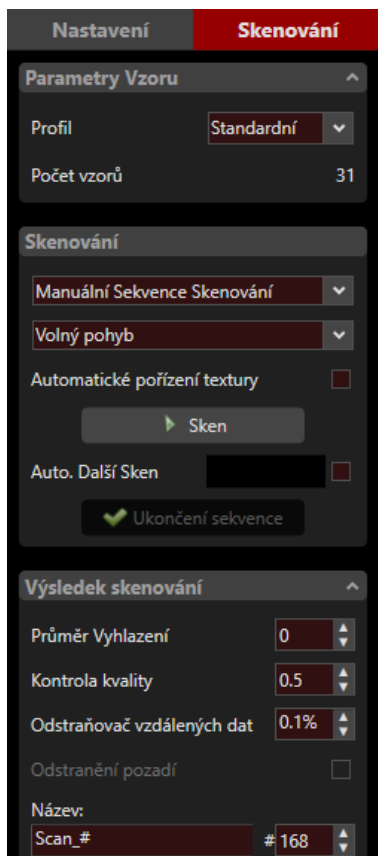 Nastavení Skenování
Parametry Vzoru
Profil Standardní
Počet vzorů 31
Skenování
Manuální Sekvence Skenování
Volný pohyb
Automatické pořízení textury
Sken
Auto. Další Sken
Ukončení sekvence
Výsledek skenování
Průměr Vyhlazení 0
Kontrola kvality 0.5
Odstraňovač vzdálených dat 0.1%
Odstranění pozadí
Název:
Scan_# # 168